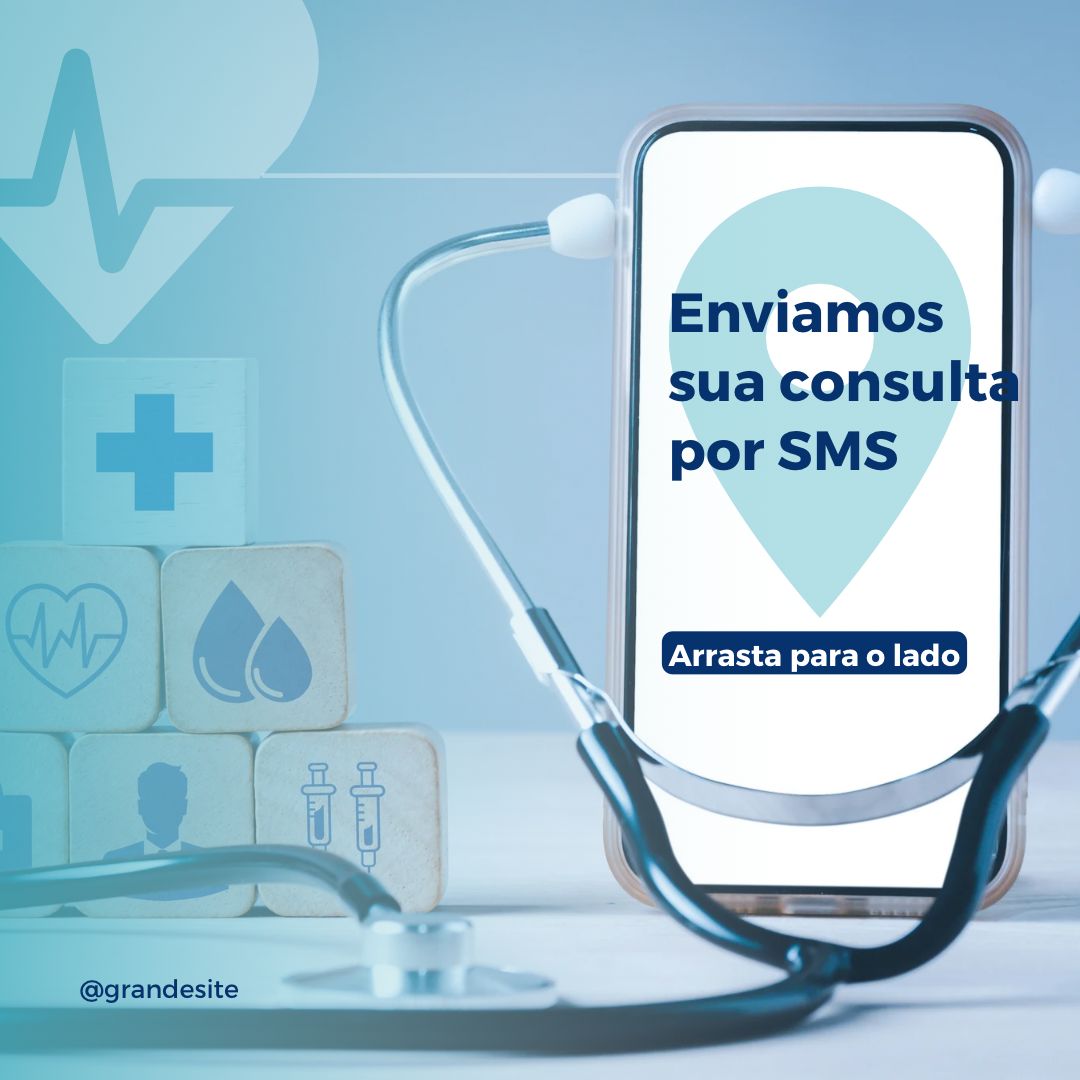 Enviamos
sua consulta
por SMS
Arrasta para o lado
@grandesite